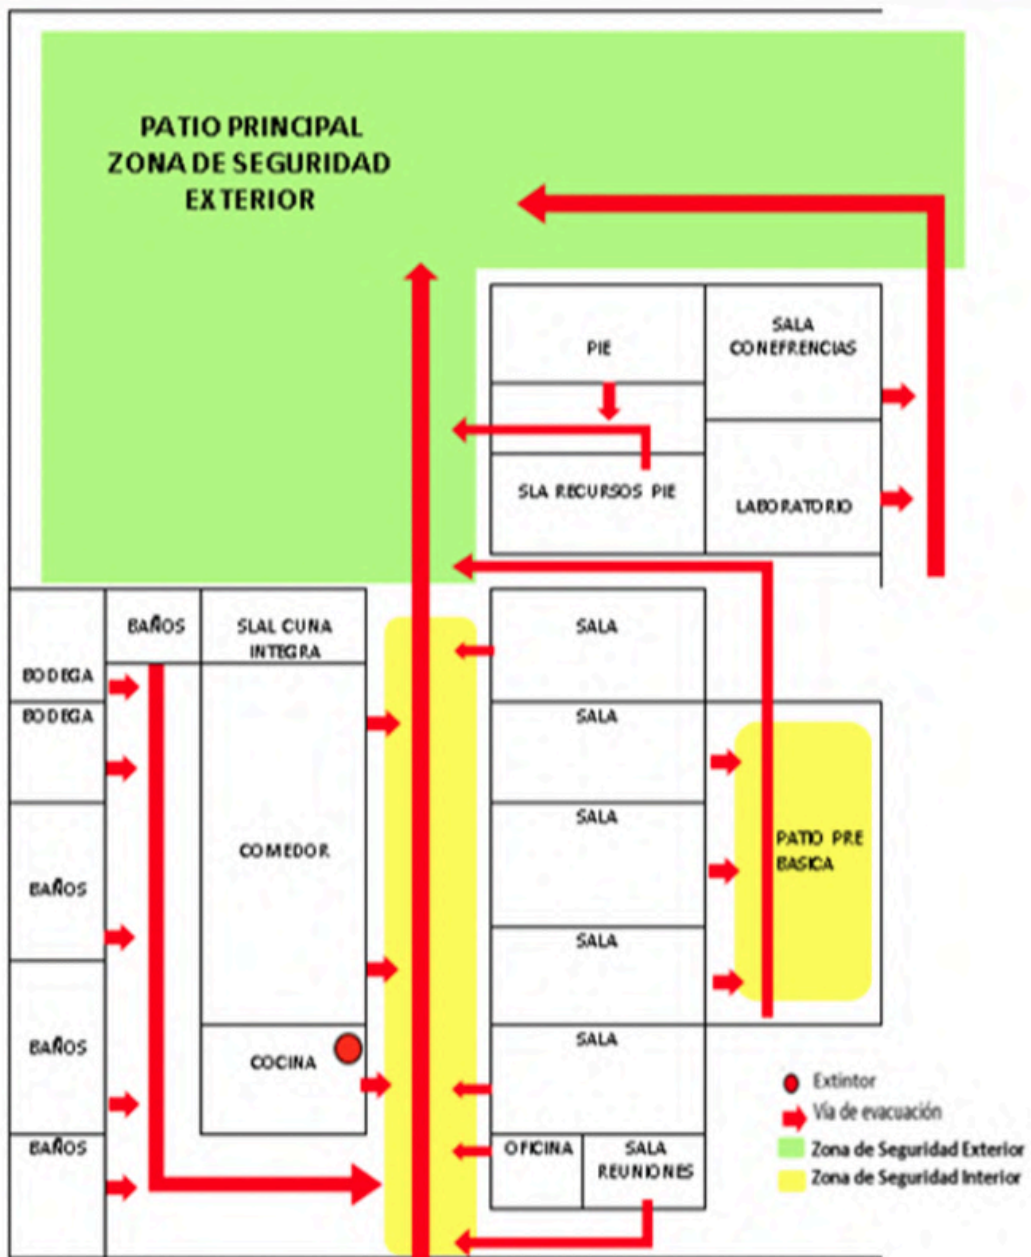 PATIO PRINCIPAL
ZONA DE SEGURIDAD
EXTERIOR
PIE
SALA
CONEFRENCIAS
SLA RECURSOS PIE
LABORATORIO
BAÑOS
SLAL CUNA
INTEGRA
SALA
BODEGA
BODEGA
SALA
SALA
COMEDOR
PATIO PRE
BASICA
BAÑOS
SALA
SALA
BAÑOS
COCINA
BAÑOS
OFICINA
SALA
REUNIONES
Extintor
Vía de evacuación
Zona de Seguridad Exterior
Zona de Seguridad Interior